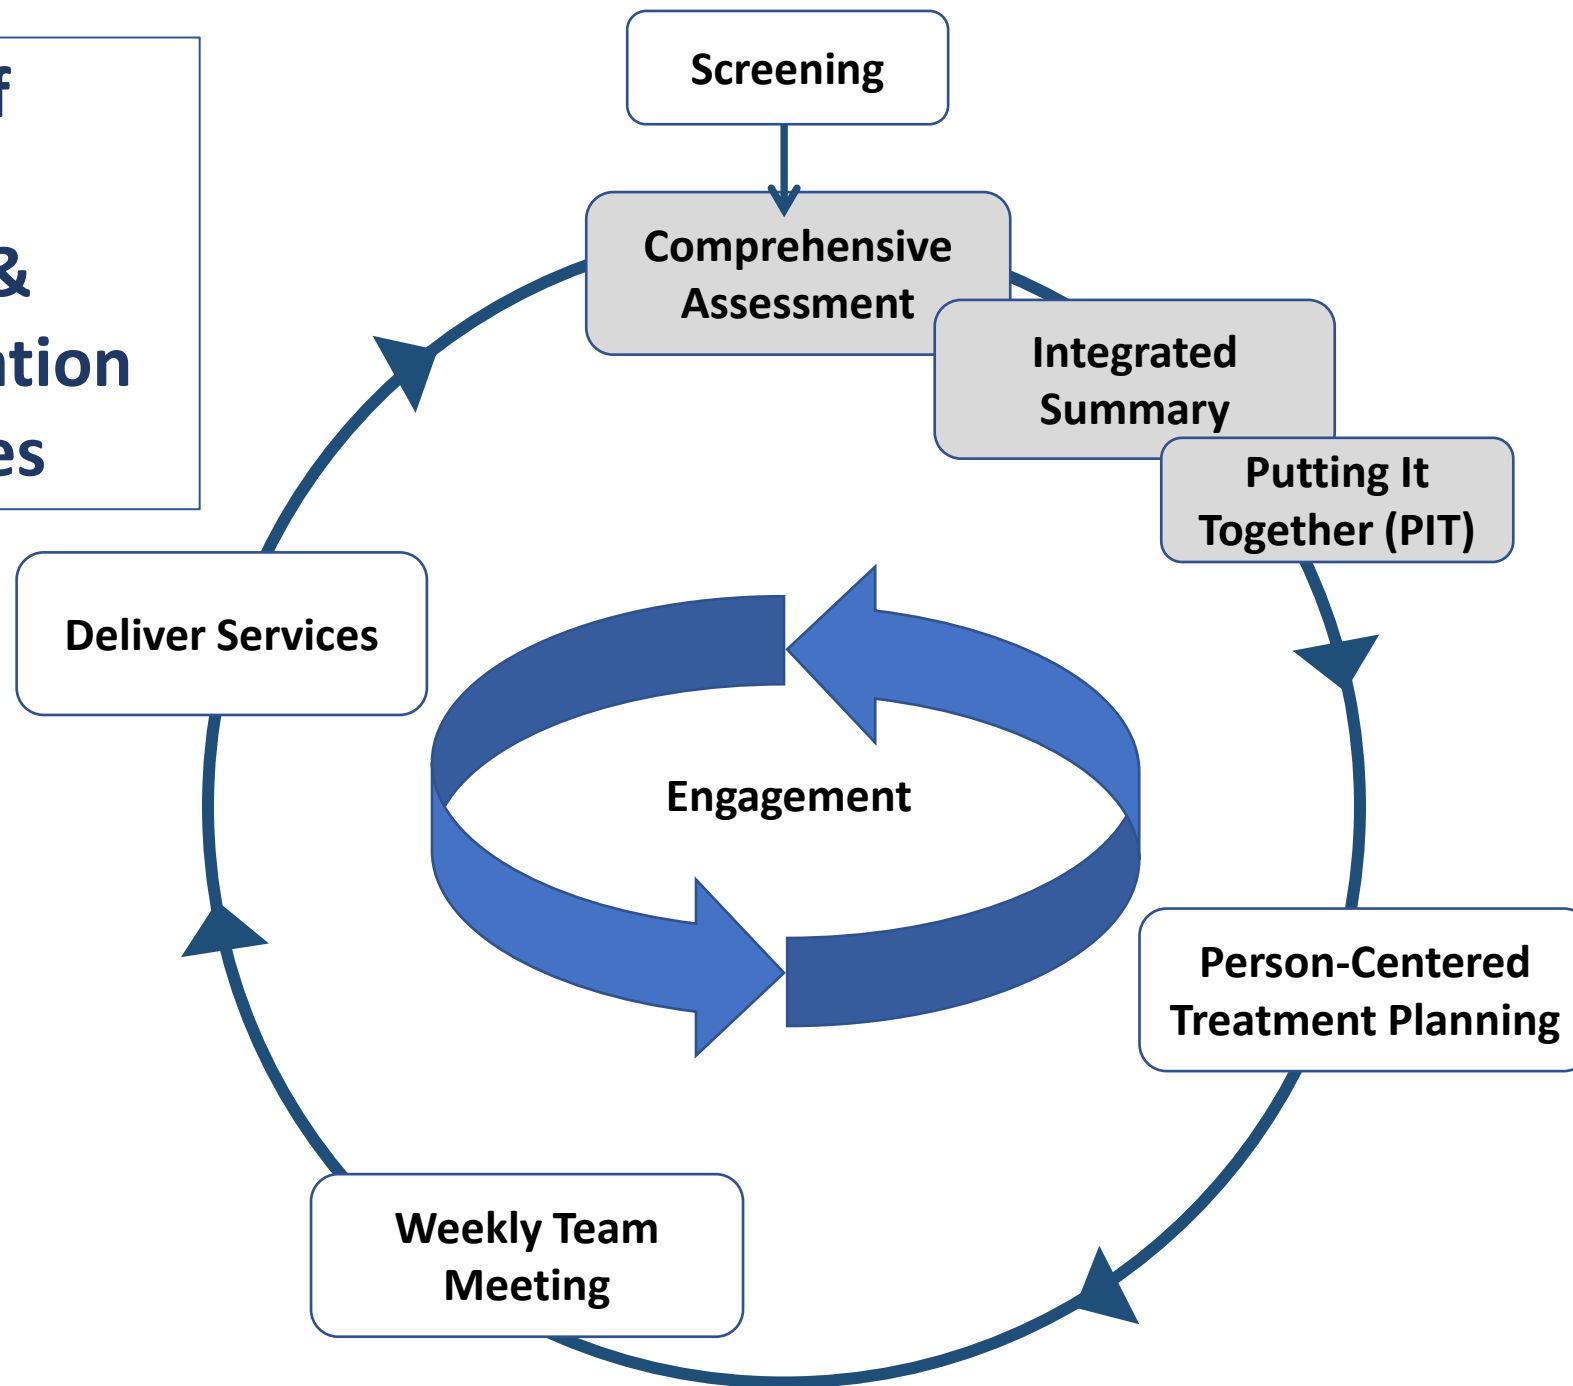 &
Screening
Comprehensive
Assessment
Integrated
Summary
Putting It
Together (PIT)
Deliver Services
Engagement
Person-Centered
Treatment Planning
Weekly Team
Meeting